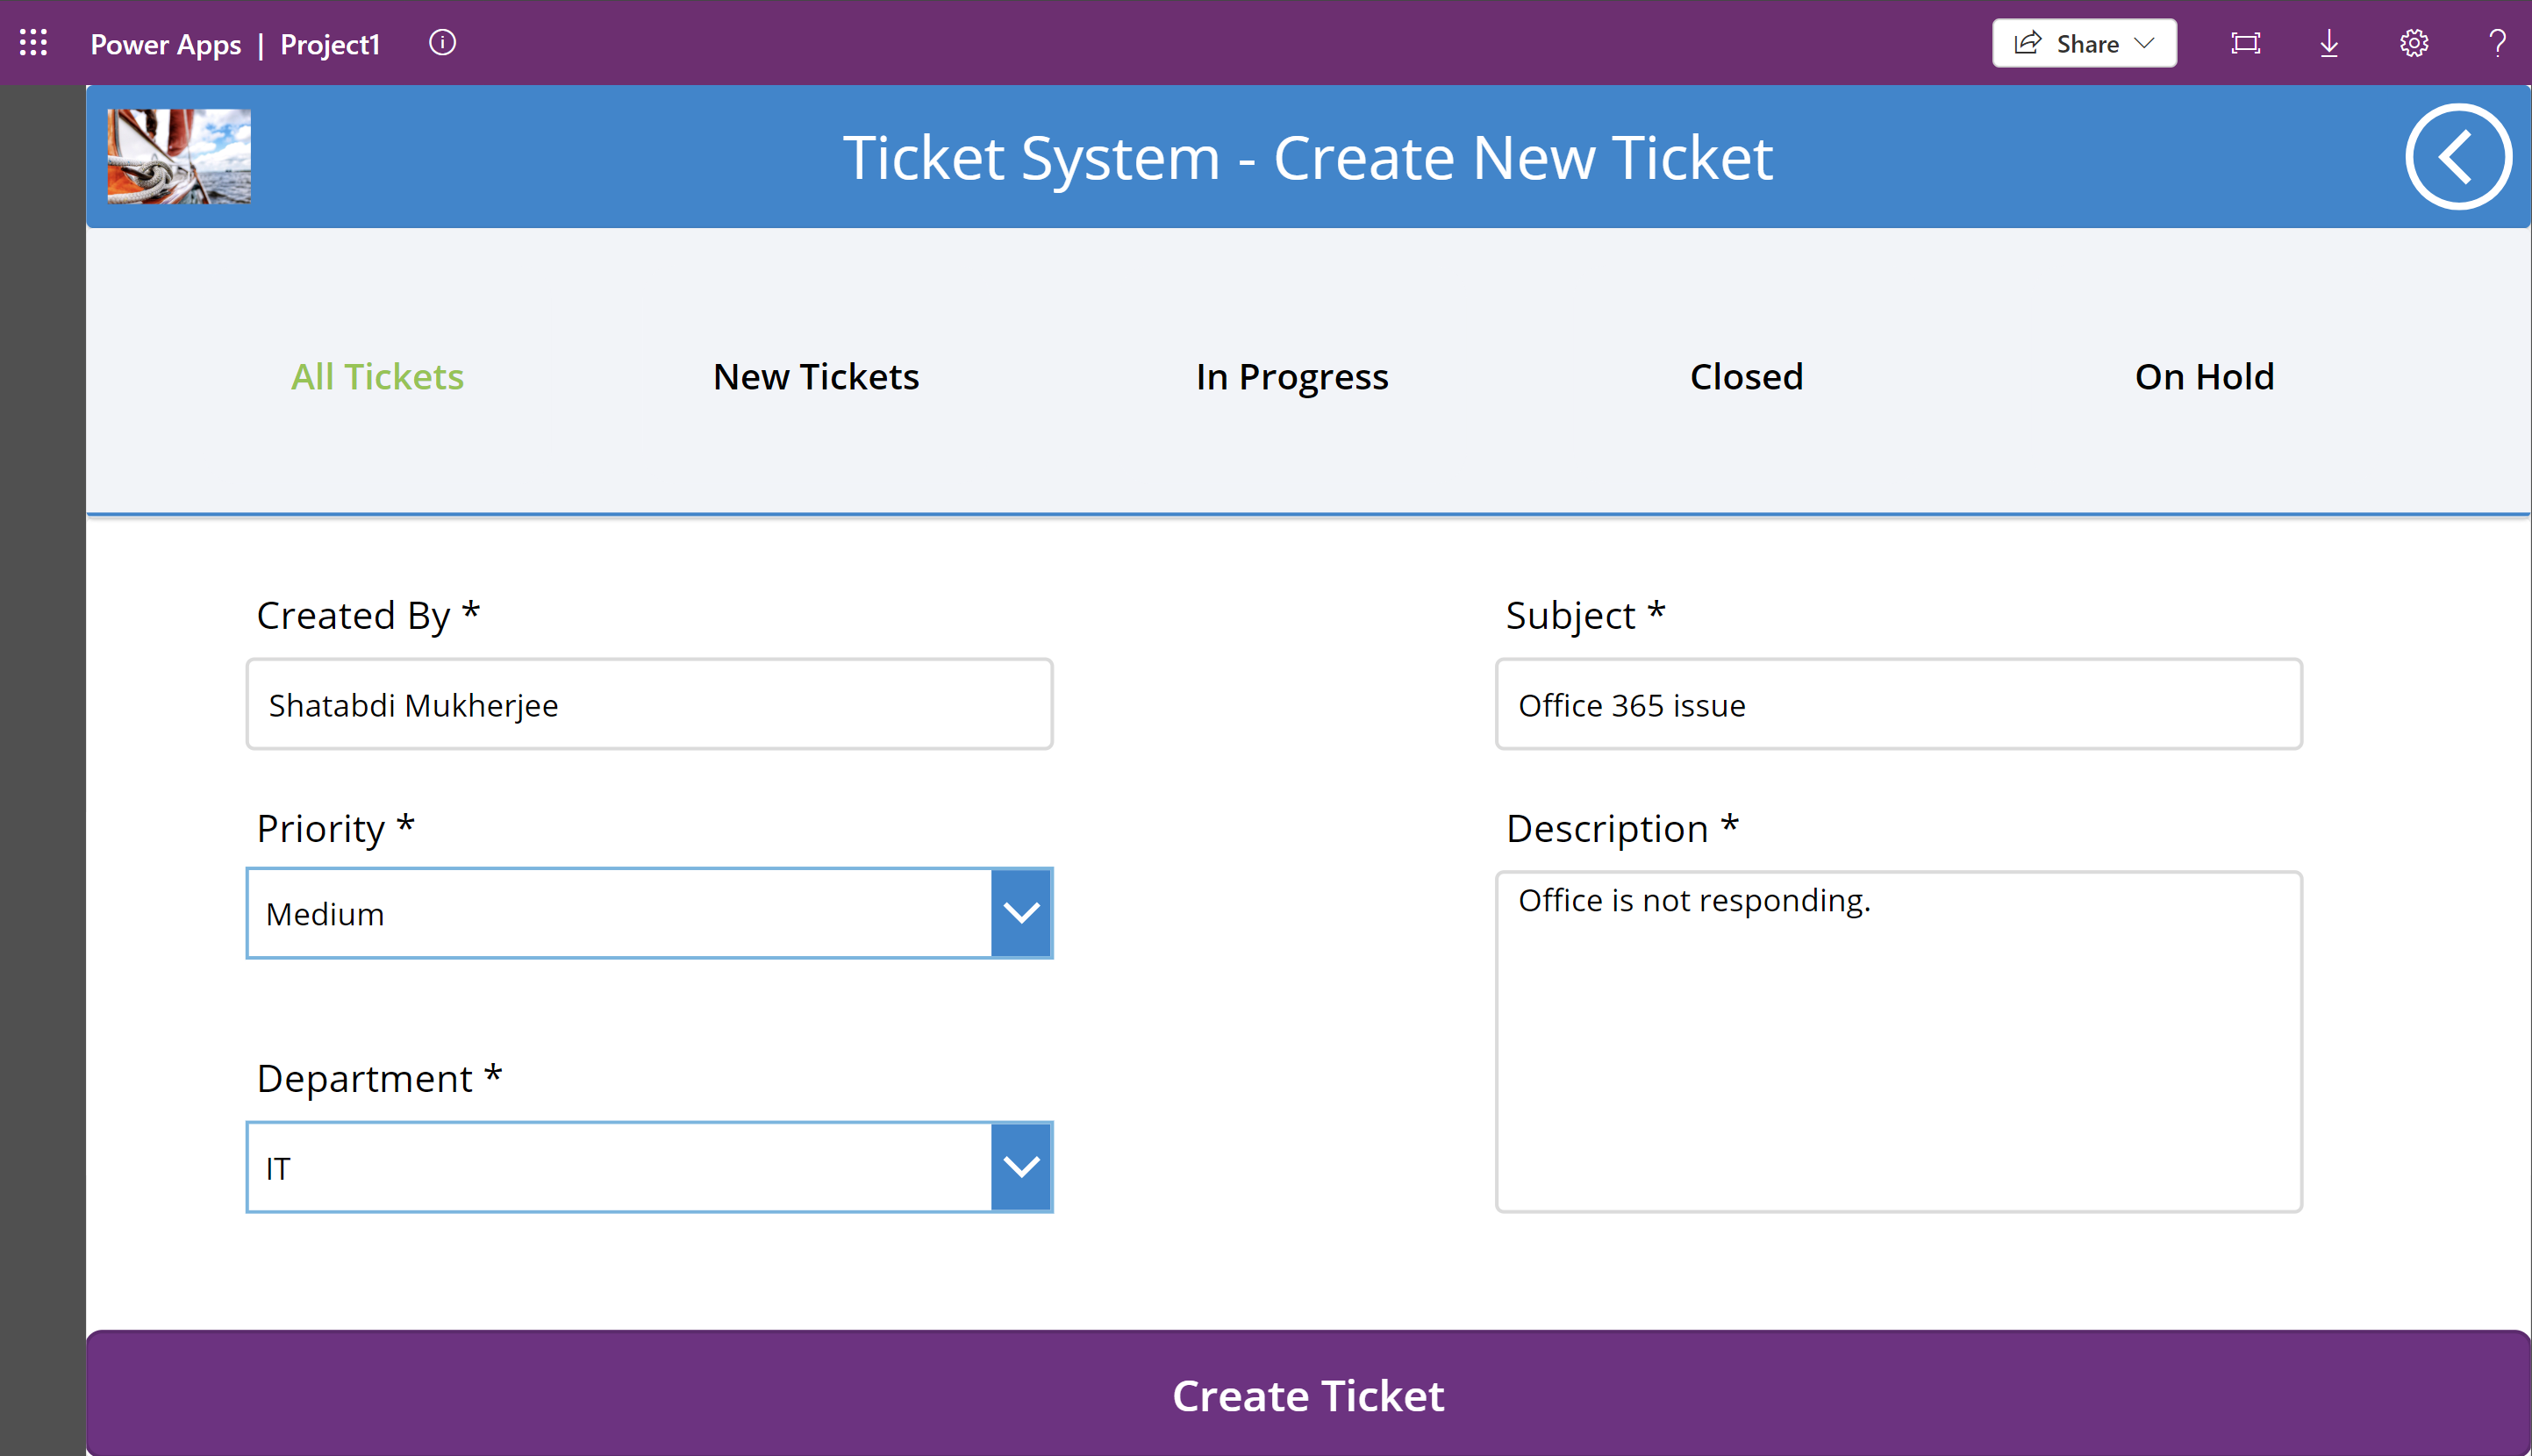 Power Apps | Project1
Share
Ticket System - Create New Ticket
All Tickets New Tickets In Progress Closed On Hold
Created By *
Shatabdi Mukherjee
Subject *
Office 365 issue
Priority *
Medium
Description *
Office is not responding.
Department *
IT
Create Ticket